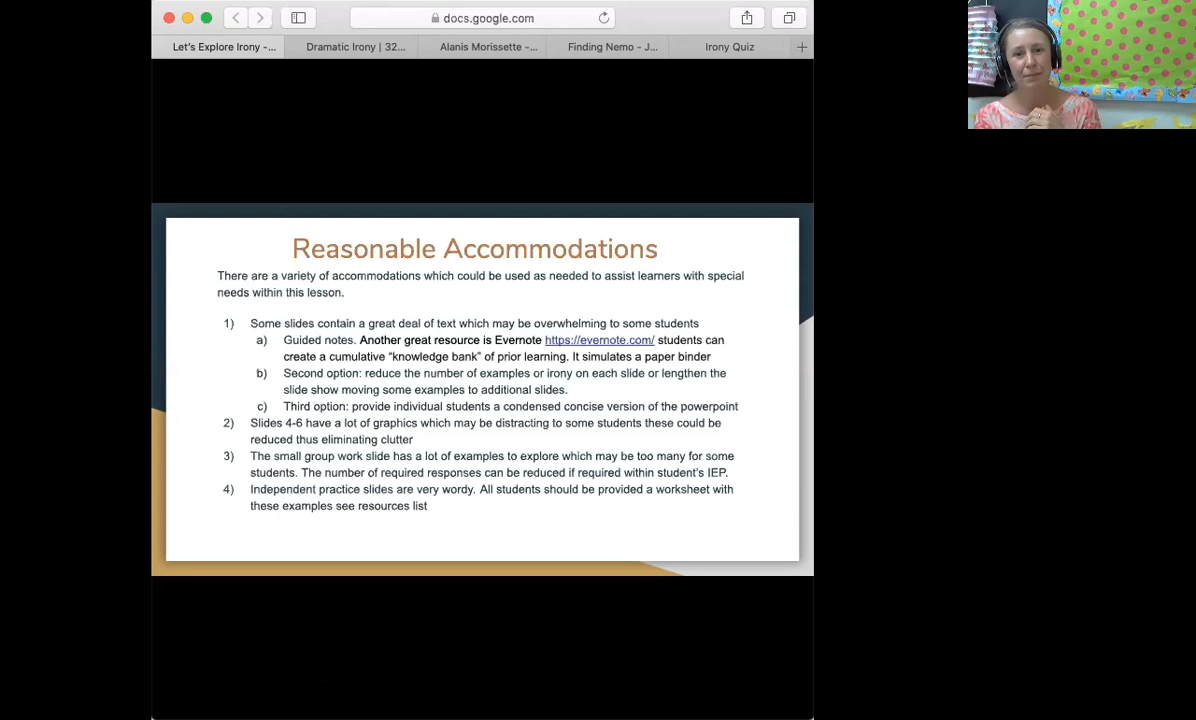 docs.google.com
Let's Explore Irony -...
Dramatic Irony | 32...
Alanis Morissette -...
Finding Nemo - J...
Irony Quiz
Reasonable Accommodations
There are a variety of accommodations which could be used as needed to assist learners with special
needs within this lesson.
1) Some slides contain a great deal of text which may be overwhelming to some students
a) Guided notes. Another great resource is Evernote https://evernote.com/ students can
create a cumulative "knowledge bank" of prior learning. It simulates a paper binder
b) Second option: reduce the number of examples or irony on each slide or lengthen the
slide show moving some examples to additional slides.
c) Third option: provide individual students a condensed concise version of the powerpoint
2) Slides 4-6 have a lot of graphics which may be distracting to some students these could be
reduced thus eliminating clutter
3) The small group work slide has a lot of examples to explore which may be too many for some
students. The number of required responses can be reduced if required within student's IEP.
4) Independent practice slides are very wordy. All students should be provided a worksheet with
these examples see resources list